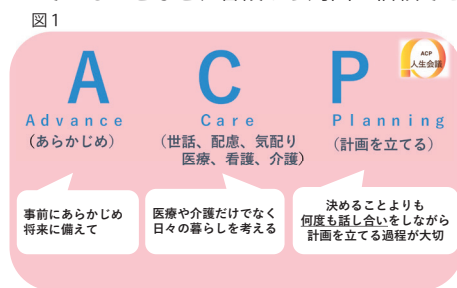 図1
ACP
人生会議
A C P
Advance Care Planning
(あらかじめ) (世話、配慮、気配り (計画を立てる)
医療、看護、介護)
事前にあらかじめ
将来に備えて
医療や介護だけでなく
日々の暮らしを考える
決めることよりも
何度も話し合いをしながら
計画を立てる過程が大切